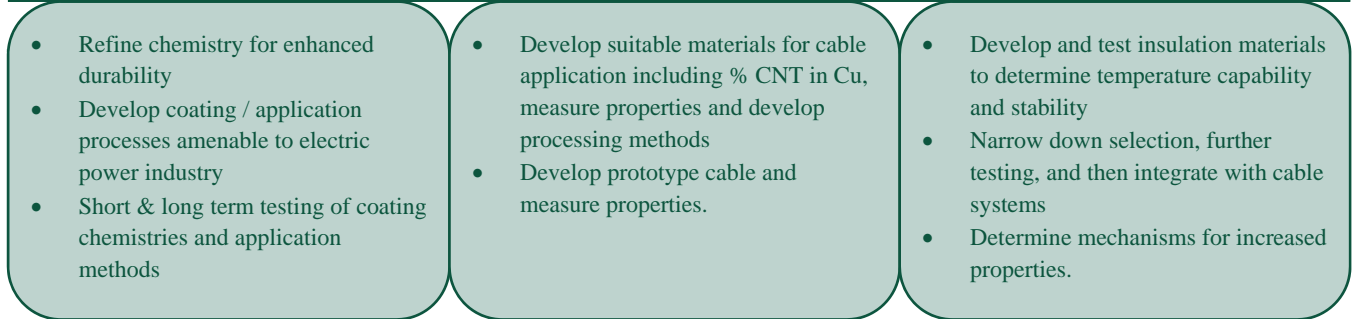 • Refine chemistry for enhanced
durability
• Develop coating / application
processes amenable to electric
power industry
• Short & long term testing of coating
chemistries and application
methods
• Develop suitable materials for cable
application including % CNT in Cu,
measure properties and develop
processing methods
• Develop prototype cable and
measure properties.
• Develop and test insulation materials
to determine temperature capability
and stability
• Narrow down selection, further
testing, and then integrate with cable
systems
• Determine mechanisms for increased
properties.